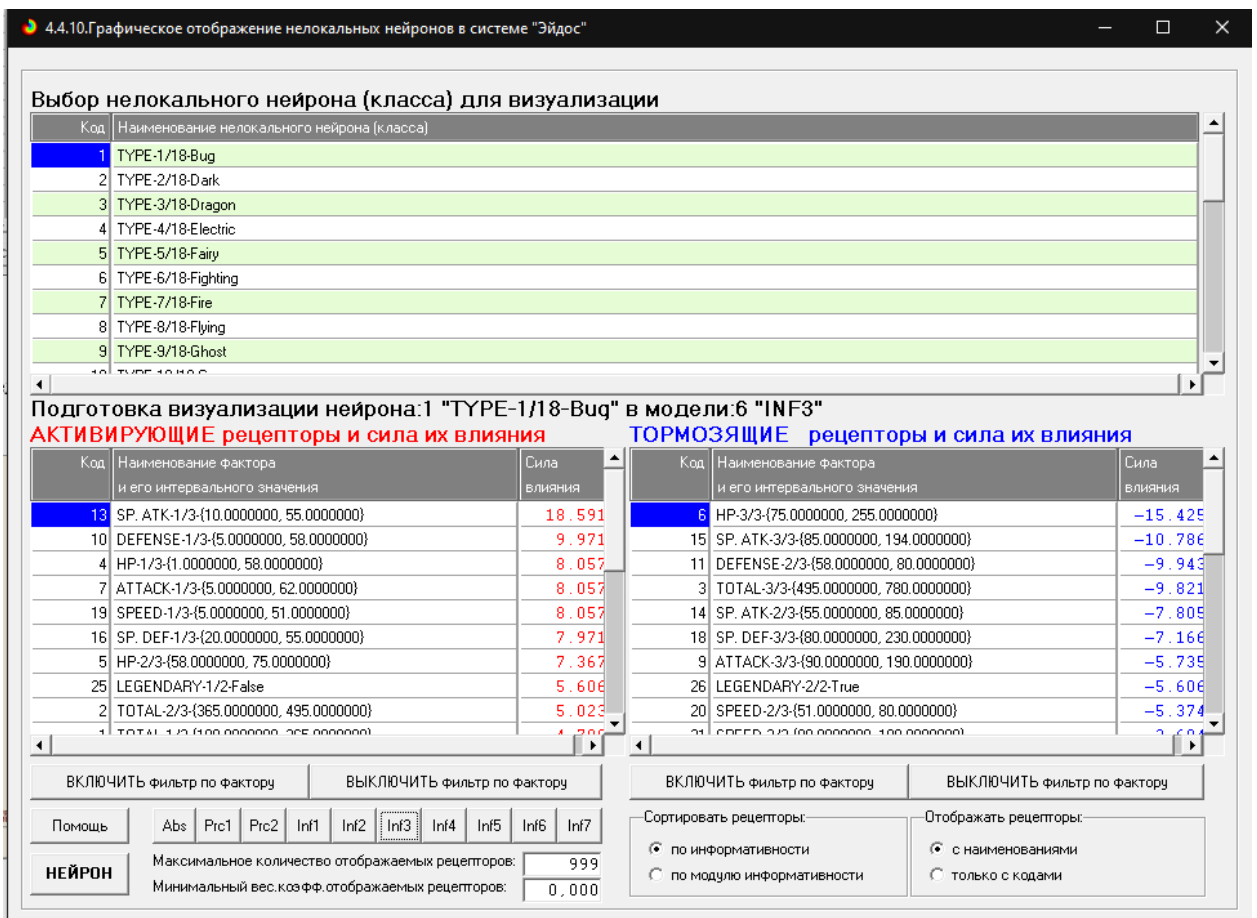 4.4.10.Графическое отображение нелокальных нейронов в системе "Эйдос"
Выбор нелокального нейрона (класса) для визуализации
Код Наименование нелокального нейрона (класса)
1 TYPE-1/18-Bug
2 TYPE-2/18-Dark
3 TYPE-3/18-Dragon
4 TYPE-4/18-Electric
5 TYPE-5/18-Fairy
6 TYPE-6/18-Fighting
7 TYPE-7/18-Fire
8 TYPE-8/18-Flying
9 TYPE-9/18-Ghost
Подготовка визуализации нейрона:1 "TYPE-1/18-Bug" в модели:6 "INF3"
АКТИВИРУЮЩИЕ рецепторы и сила их влияния
Код Наименование фактора и его интервального значения Сила влияния
13 SP. ATK-1/3-{10.0000000, 55.0000000} 18.591
10 DEFENSE-1/3-{5.0000000, 58.0000000} 9.971
4 HP-1/3-{1.0000000, 58.0000000} 8.057
7 ATTACK-1/3-{5.0000000, 62.0000000} 8.057
19 SPEED-1/3-{5.0000000, 51.0000000} 8.057
16 SP. DEF-1/3-{20.0000000, 55.0000000} 7.971
5 HP-2/3-{58.0000000, 75.0000000} 7.367
25 LEGENDARY-1/2-False 5.606
2 TOTAL-2/3-{365.0000000, 495.0000000} 5.023
ТОРМОЗЯЩИЕ рецепторы и сила их влияния
Код Наименование фактора и его интервального значения Сила влияния
6 HP-3/3-{75.0000000, 255.0000000} -15.425
15 SP. ATK-3/3-{85.0000000, 194.0000000} -10.786
11 DEFENSE-2/3-{58.0000000, 80.0000000} -9.943
3 TOTAL-3/3-{495.0000000, 780.0000000} -9.821
14 SP. ATK-2/3-{55.0000000, 85.0000000} -7.805
18 SP. DEF-3/3-{80.0000000, 230.0000000} -7.166
9 ATTACK-3/3-{90.0000000, 190.0000000} -5.735
26 LEGENDARY-2/2-True -5.606
20 SPEED-2/3-{51.0000000, 80.0000000} -5.374
ВКЛЮЧИТЬ фильтр по фактору
ВЫКЛЮЧИТЬ фильтр по фактору
ВКЛЮЧИТЬ фильтр по фактору
ВЫКЛЮЧИТЬ фильтр по фактору
Помощь
Abs Prc1 Prc2 Inf1 Inf2 Inf3 Inf4 Inf5 Inf6 Inf7
НЕЙРОН
Максимальное количество отображаемых рецепторов: 999
Минимальный вес.коэфф.отображаемых рецепторов: 0,000
Сортировать рецепторы:
по информативности
по модулю информативности
Отображать рецепторы:
с наименованиями
только с кодами